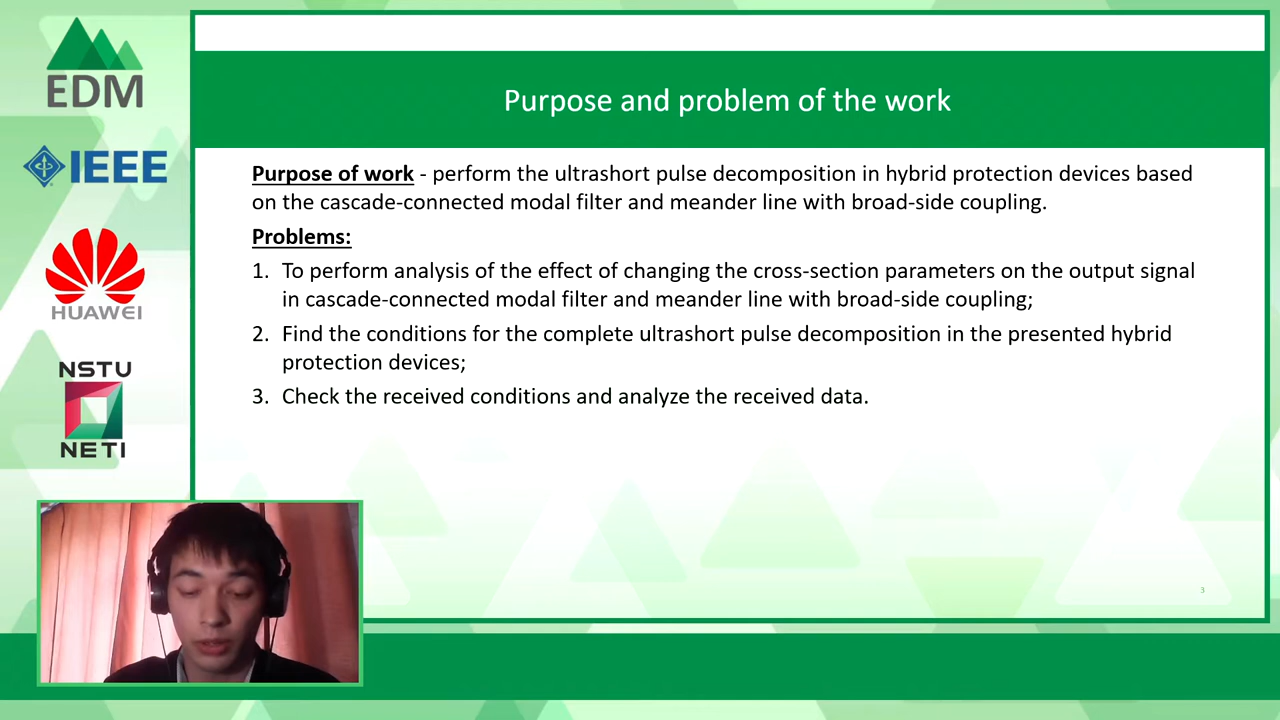 EDM
IEEE
HUAWEI
NSTU
NETI
Purpose and problem of the work
Purpose of work - perform the ultrashort pulse decomposition in hybrid protection devices based
on the cascade-connected modal filter and meander line with broad-side coupling.
Problems:
1. To perform analysis of the effect of changing the cross-section parameters on the output signal
in cascade-connected modal filter and meander line with broad-side coupling;
2. Find the conditions for the complete ultrashort pulse decomposition in the presented hybrid
protection devices;
3. Check the received conditions and analyze the received data.
3